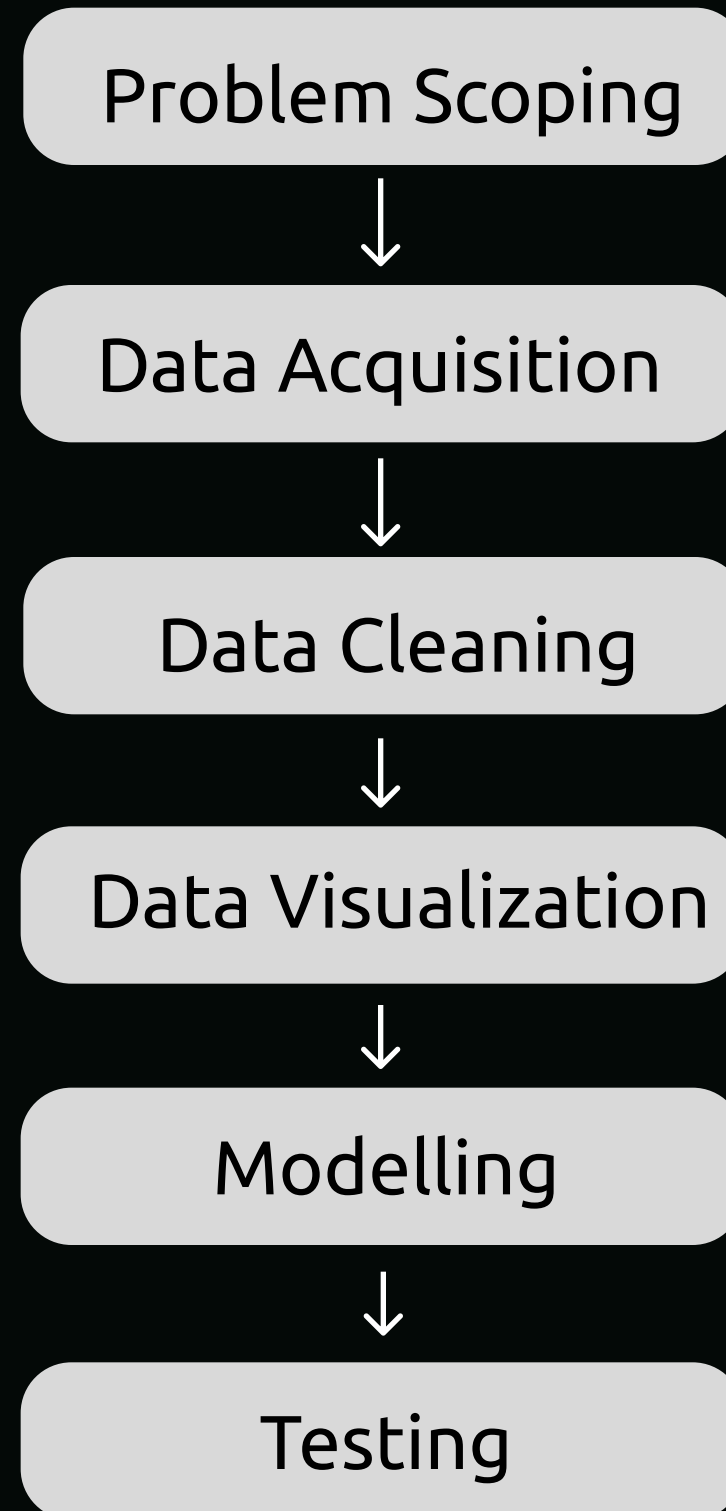 Problem Scoping
Data Acquisition
Data Cleaning
Data Visualization
Modelling
Testing